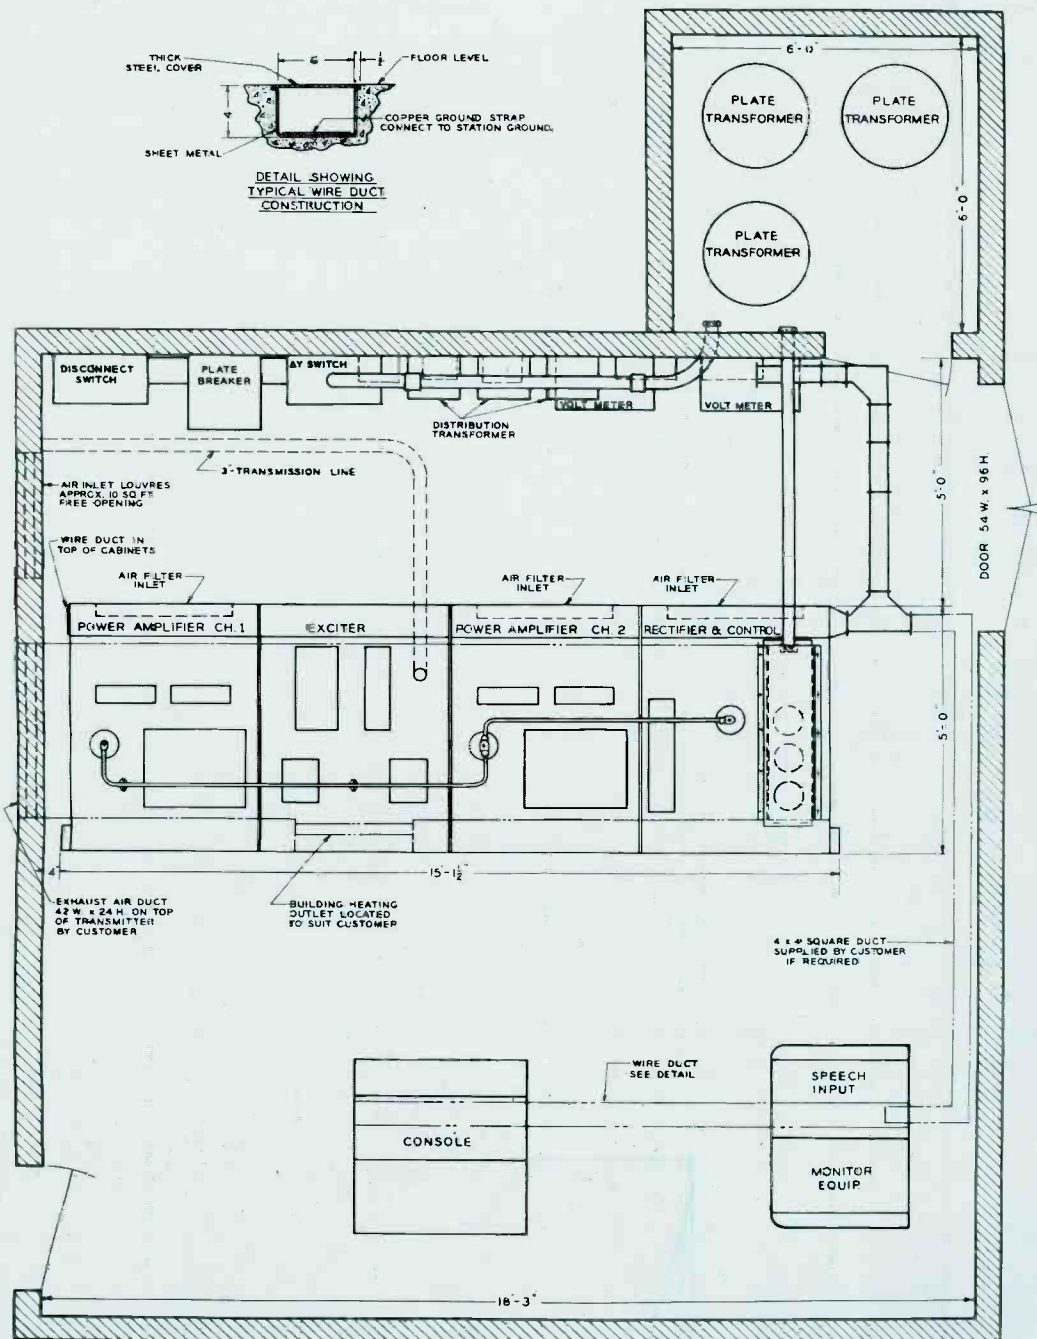 THICK
STEEL COVER
6
1/2
FLOOR LEVEL
4
COPPER GROUND STRAP
CONNECT TO STATION GROUND.
SHEET METAL
DETAIL SHOWING
TYPICAL WIRE DUCT
CONSTRUCTION
6'-0"
PLATE
TRANSFORMER
PLATE
TRANSFORMER
6'-0"
PLATE
TRANSFORMER
DISCONNECT
SWITCH
PLATE
BREAKER
ΔY SWITCH
VOLT METER
VOLT METER
DISTRIBUTION
TRANSFORMER
3"-TRANSMISSION LINE
AIR INLET LOUVRES
APPROX. 10 SQ FT.
FREE OPENING
5'-0"
DOOR 54 W. x 96 H.
WIRE DUCT IN
TOP OF CABINETS
AIR FILTER
INLET
AIR FILTER
INLET
AIR FILTER
INLET
POWER AMPLIFIER CH. 1
EXCITER
POWER AMPLIFIER CH. 2
RECTIFIER & CONTROL
5'-0"
4"
15'-1½"
EXHAUST AIR DUCT
42 W. x 24 H. ON TOP
OF TRANSMITTER
BY CUSTOMER
BUILDING HEATING
OUTLET LOCATED
TO SUIT CUSTOMER
4 x 4 SQUARE DUCT
SUPPLIED BY CUSTOMER
IF REQUIRED
WIRE DUCT
SEE DETAIL
SPEECH
INPUT
CONSOLE
MONITOR
EQUIP.
18'-3"